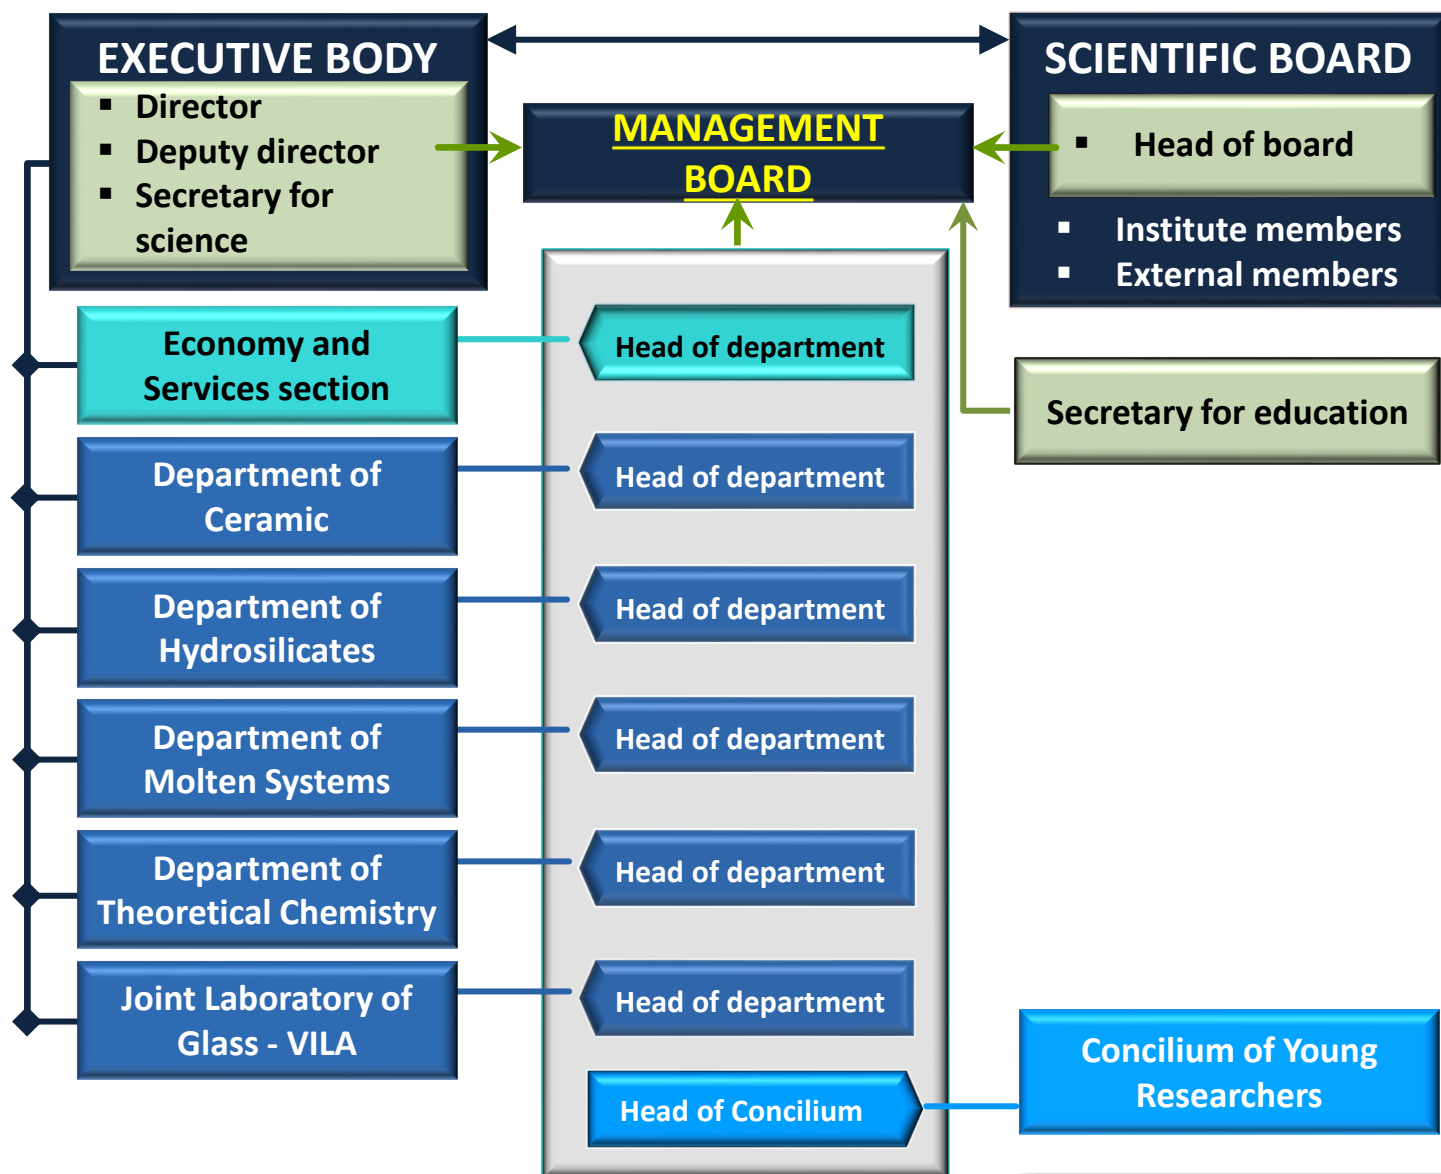 EXECUTIVE BODY
▪ Director
▪ Deputy director
▪ Secretary for
science
MANAGEMENT
BOARD
SCIENTIFIC BOARD
▪ Head of board
▪ Institute members
▪ External members
Economy and
Services section
Head of department
Secretary for education
Department of
Ceramic
Head of department
Department of
Hydrosilicates
Head of department
Department of
Molten Systems
Head of department
Department of
Theoretical Chemistry
Head of department
Joint Laboratory of
Glass - VILA
Head of department
Head of Concilium
Concilium of Young
Researchers